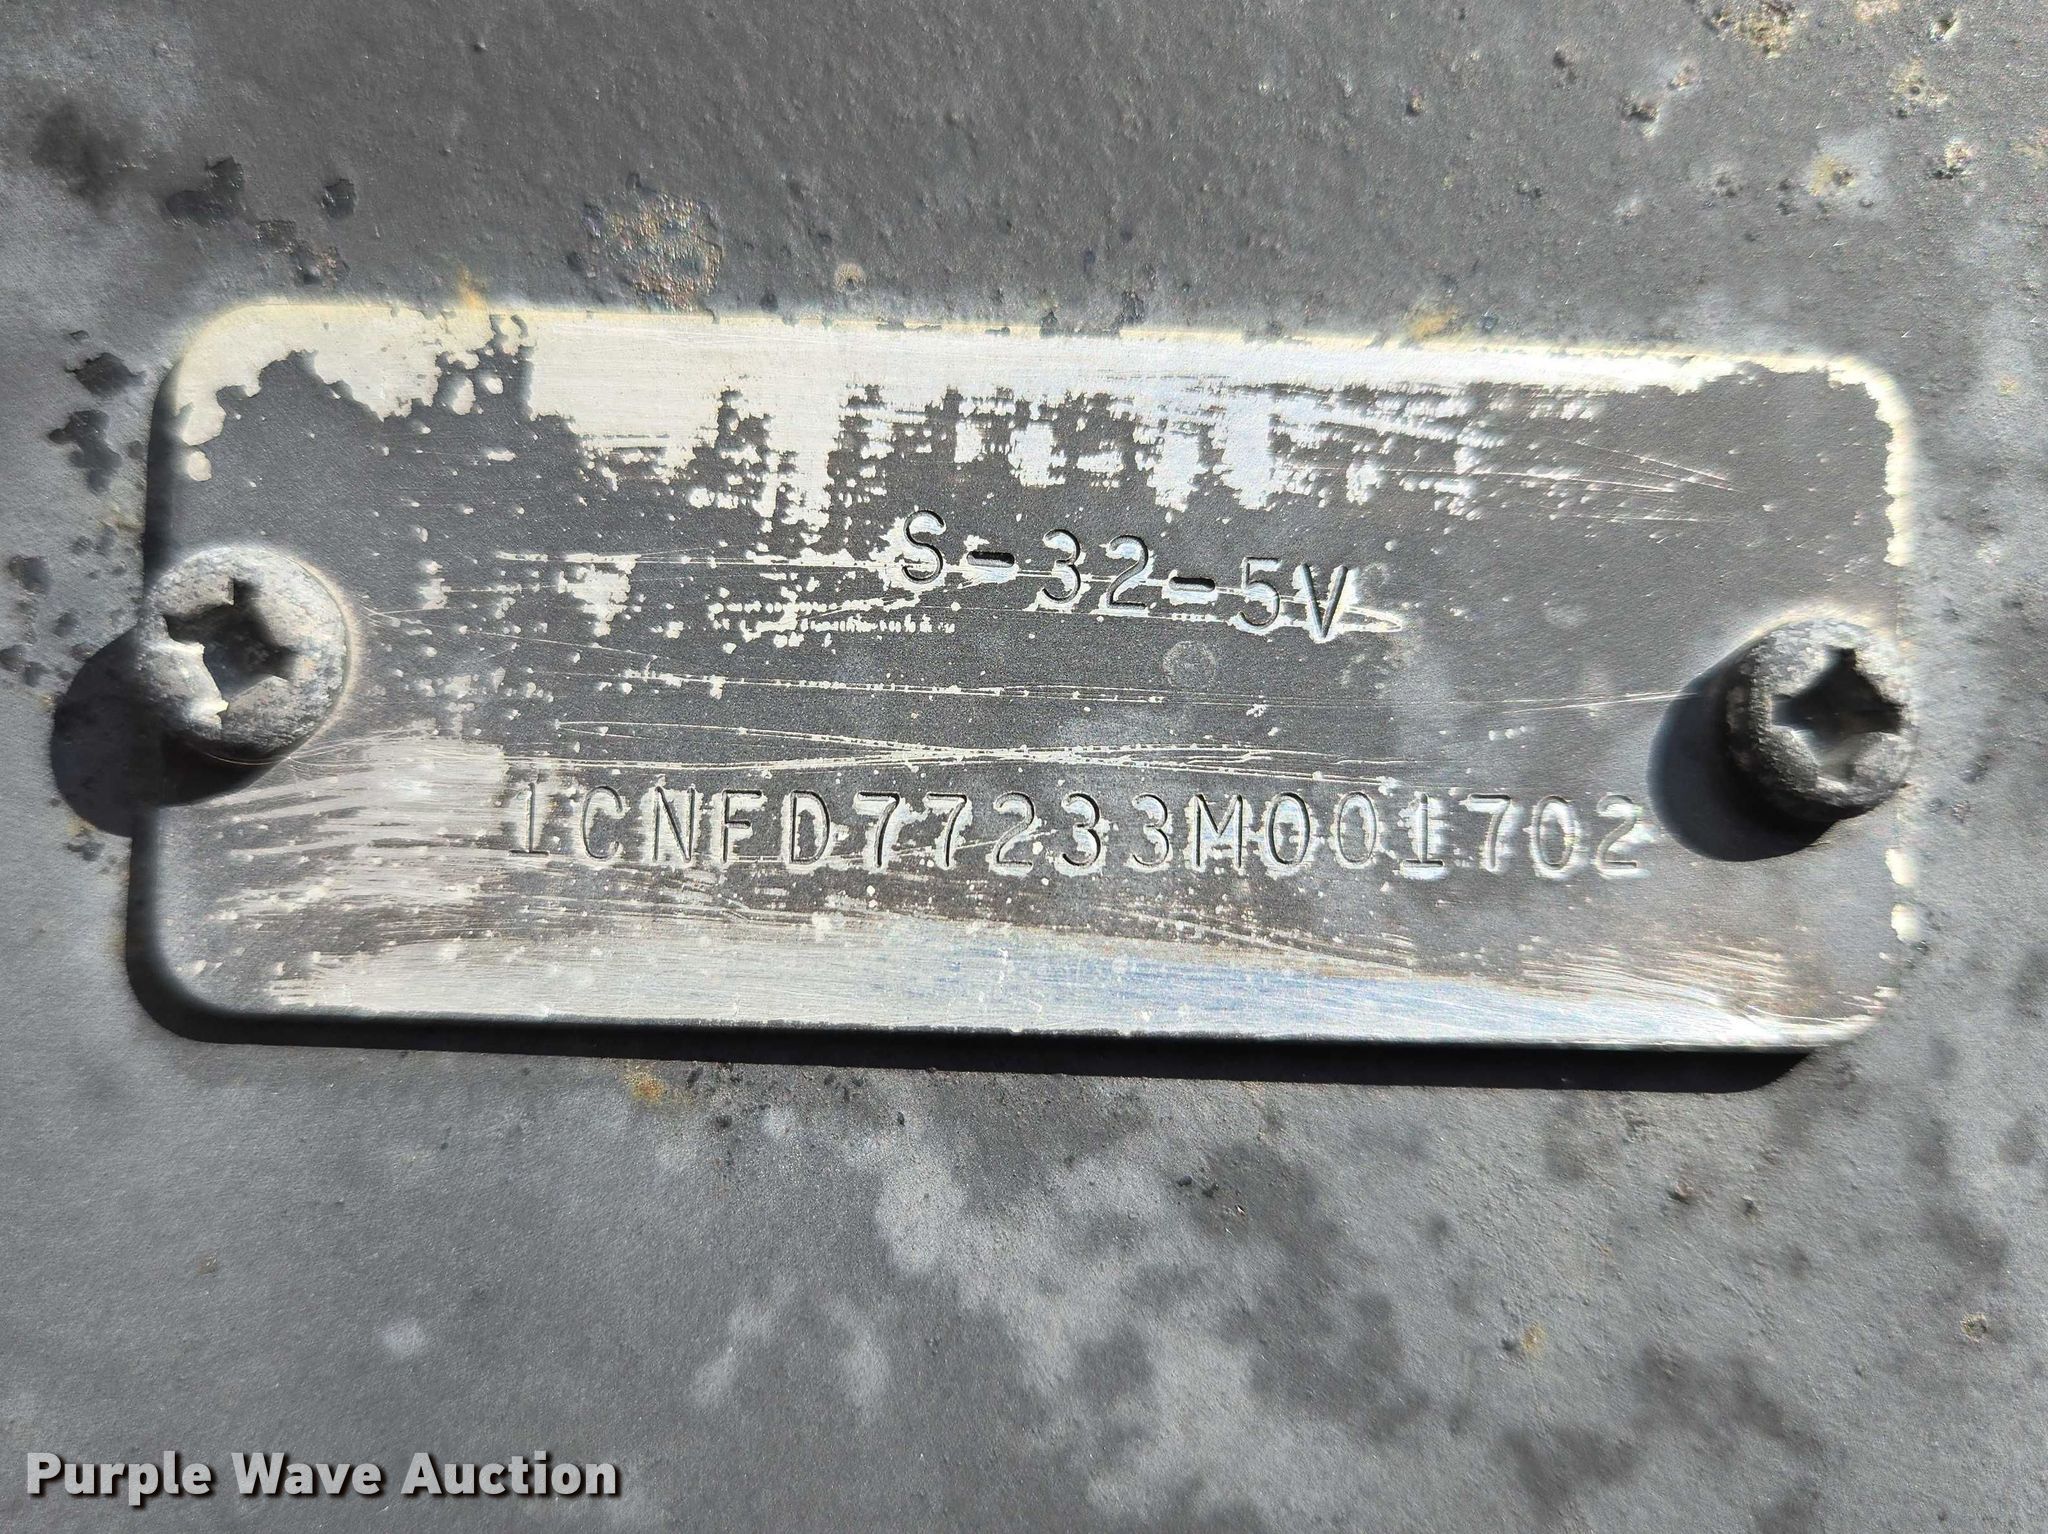 S-32-5V
1CNFD77233M001702
Purple Wave Auction